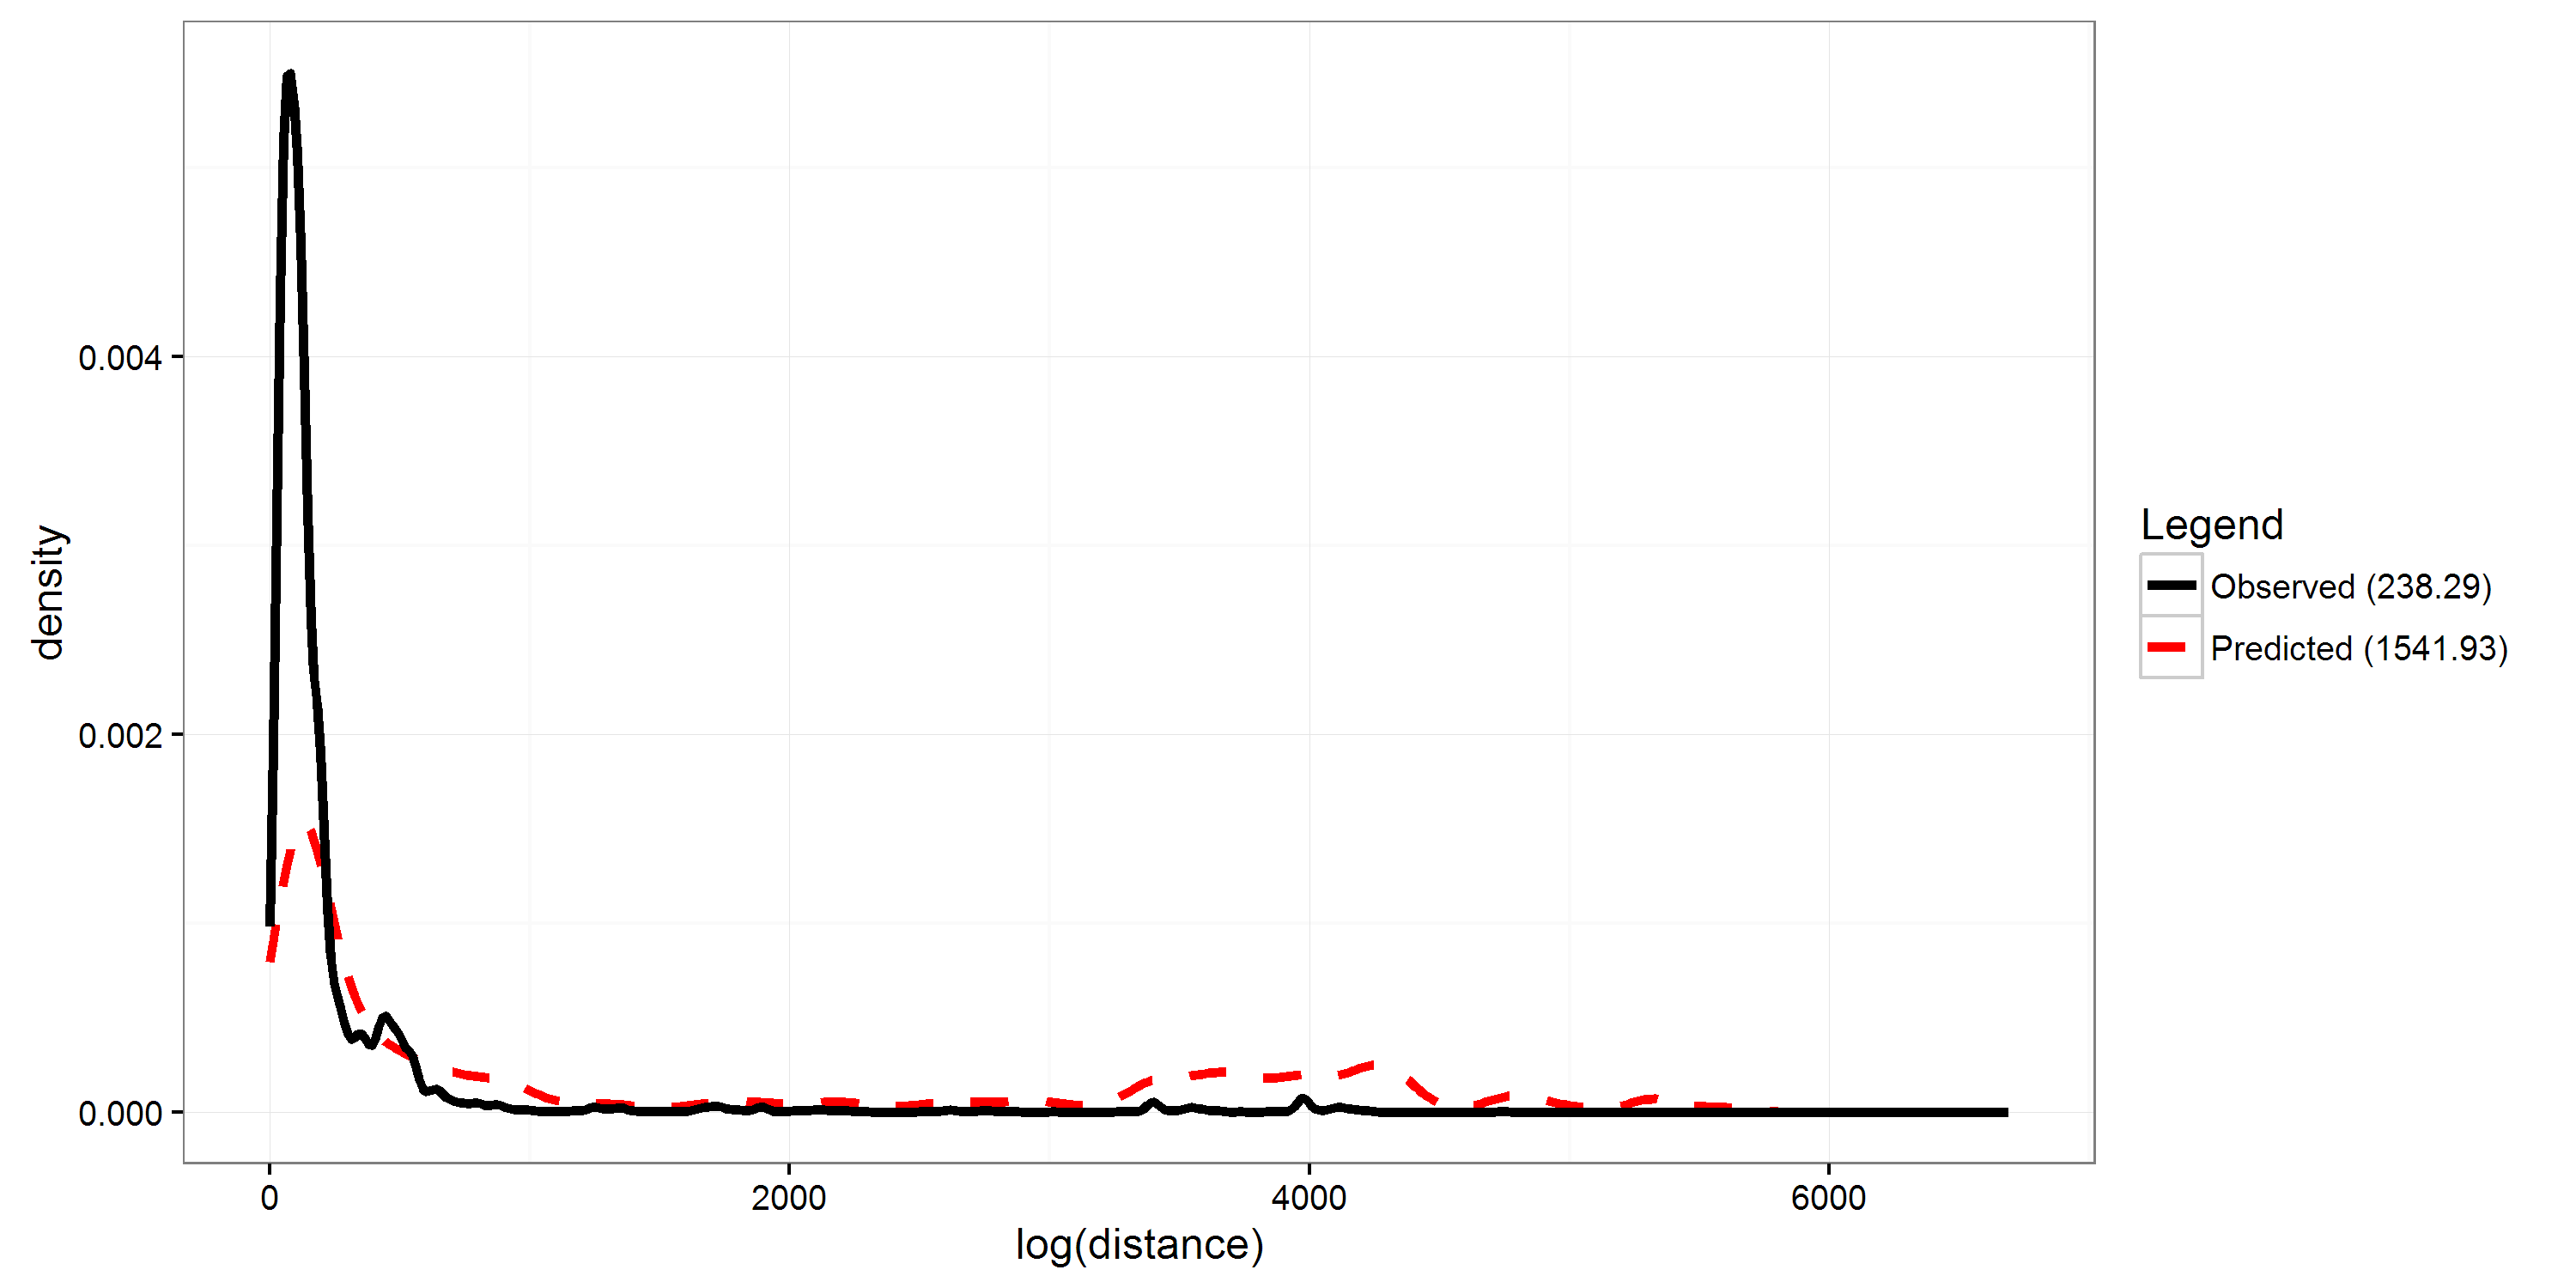 density
0.004
0.002
0.000
0
2000
4000
6000
log(distance)
Legend
Observed (238.29)
Predicted (1541.93)